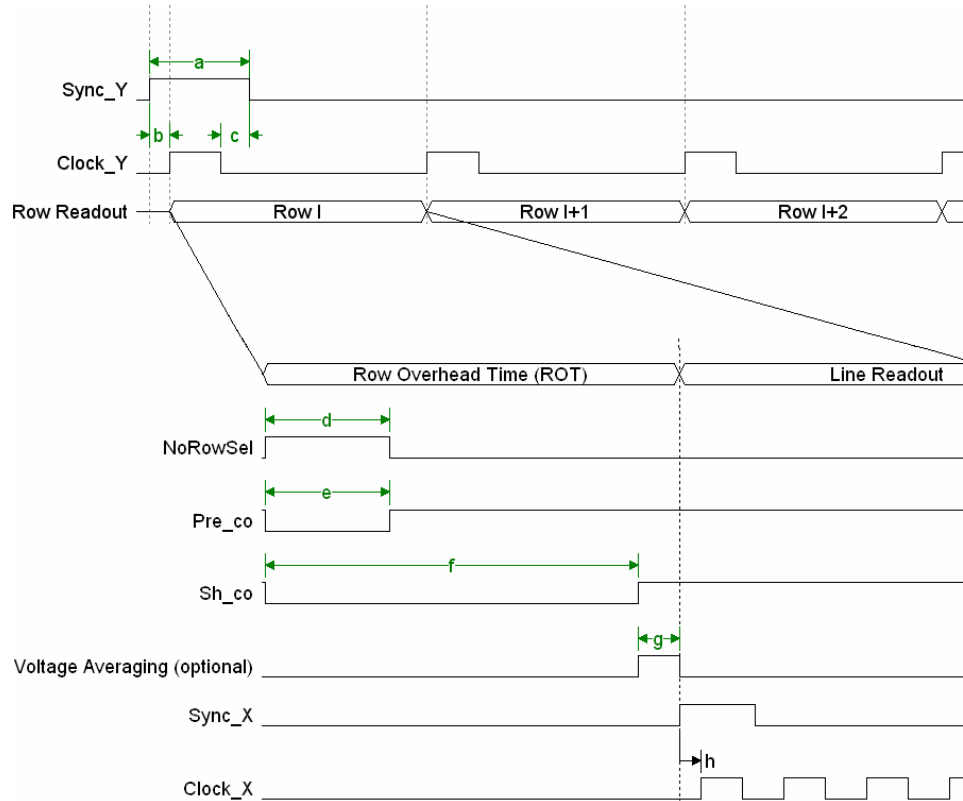 a
Sync_Y
b c
Clock_Y
Row Readout Row I Row I+1 Row I+2
Row Overhead Time (ROT) Line Readout
d
NoRowSel
e
Pre_co
f
Sh_co
g
Voltage Averaging (optional)
Sync_X
h
Clock_X